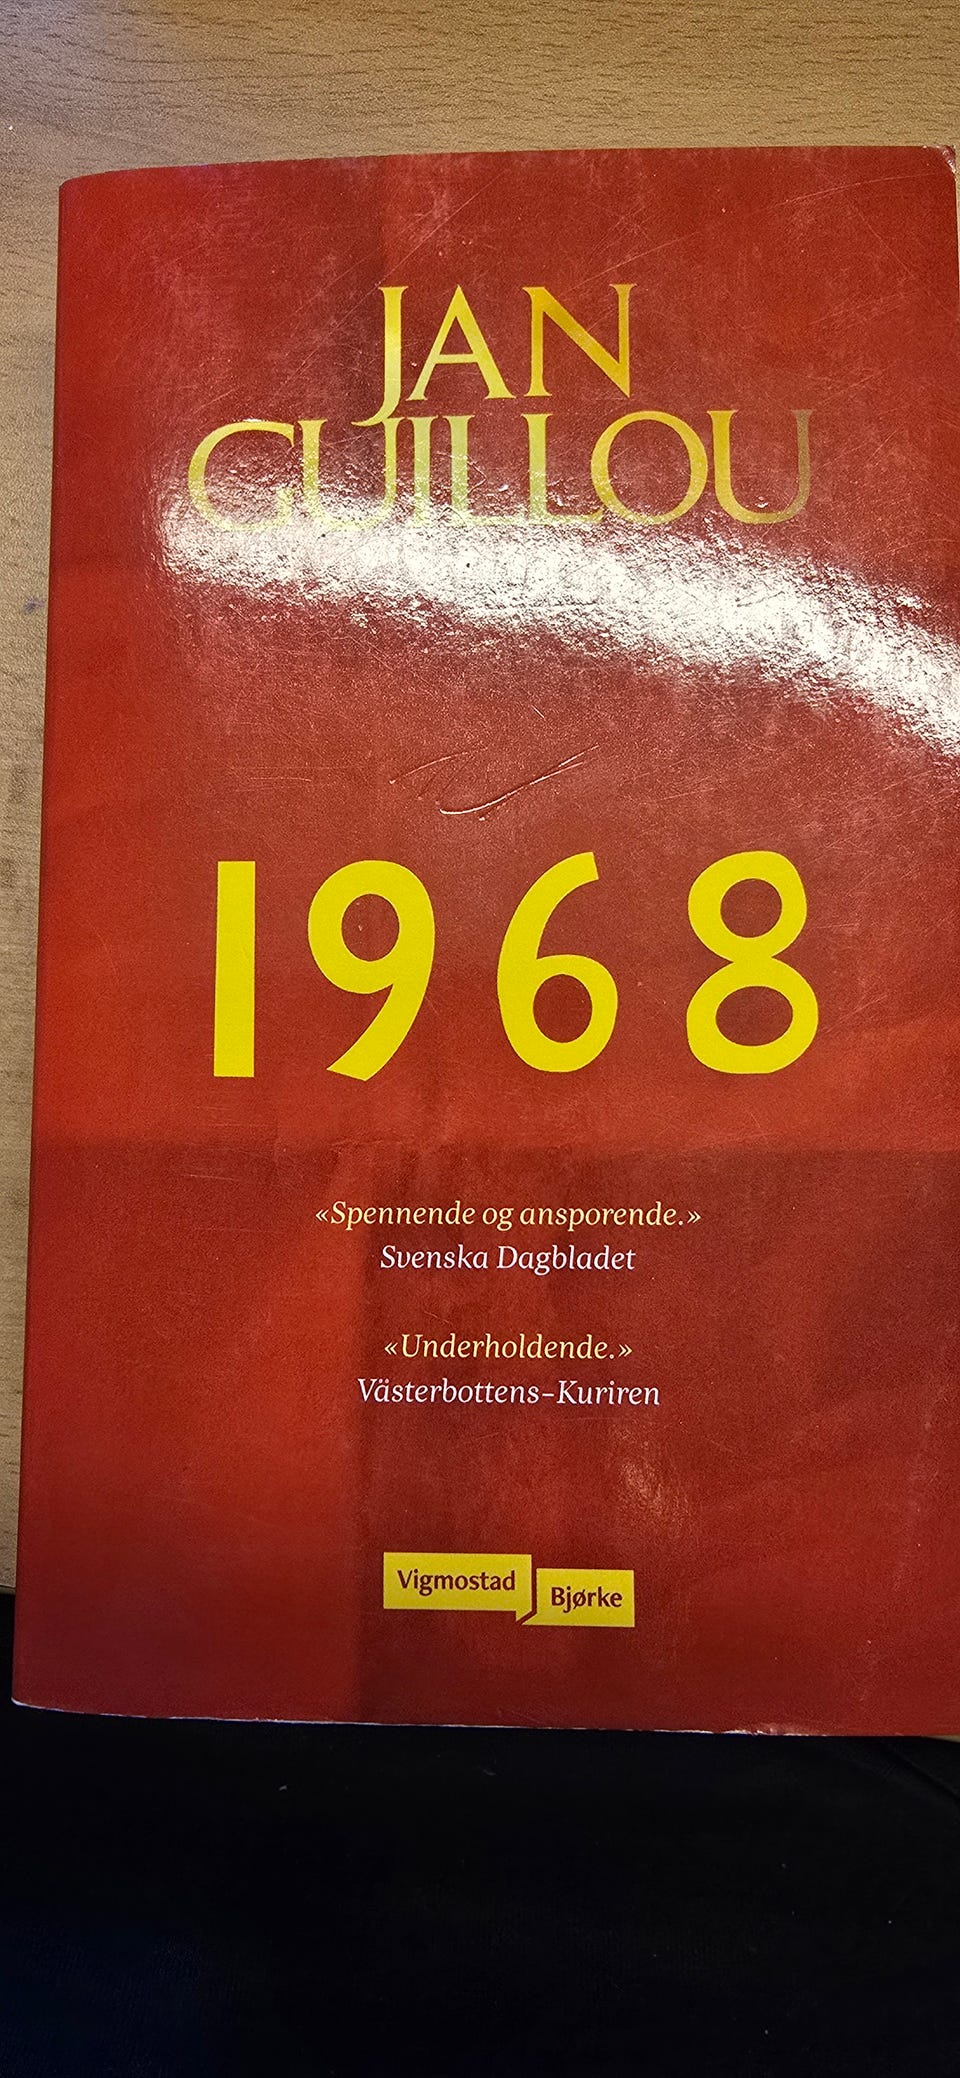 JAN
GUILLOU
1968
«Spennende og ansporende.»
Svenska Dagbladet
«Underholdende.»
Västerbottens-Kuriren
Vigmostad
Bjørke